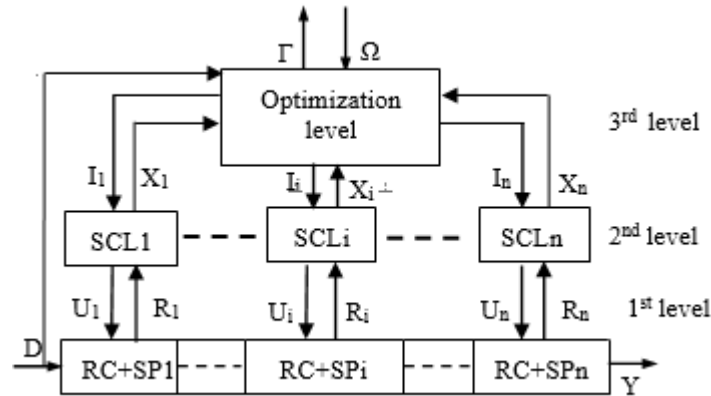 Γ Ω
Optimization
level
3rd level
I1 X1 Ii Xi In Xn
SCL1 SCLi SCLn 2nd level
U1 R1 Ui Ri Un Rn 1st level
D RC+SP1 RC+SPi RC+SPn Y